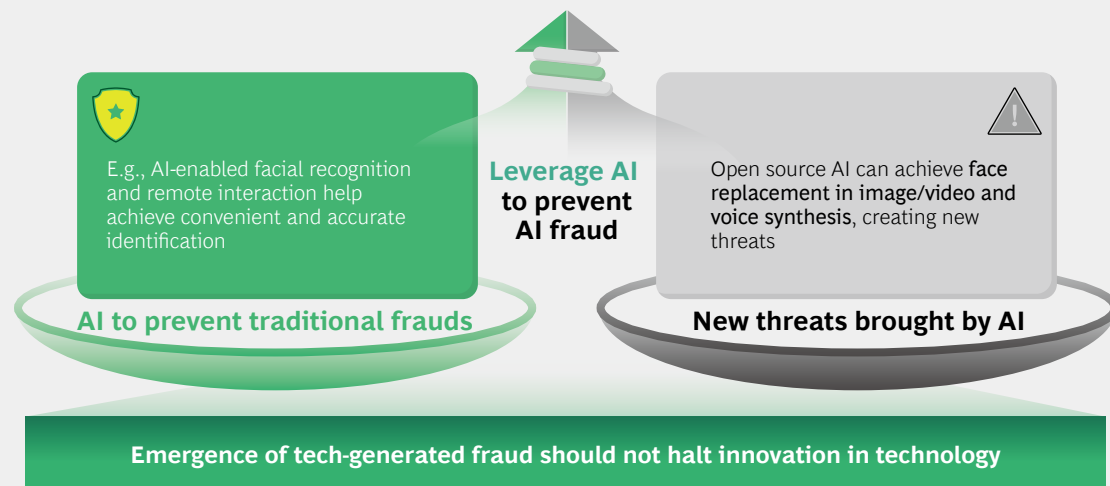 E.g., AI-enabled facial recognition
and remote interaction help
achieve convenient and accurate
identification
AI to prevent traditional frauds
Leverage AI
to prevent
AI fraud
Open source AI can achieve face
replacement in image/video and
voice synthesis, creating new
threats
New threats brought by AI
Emergence of tech-generated fraud should not halt innovation in technology